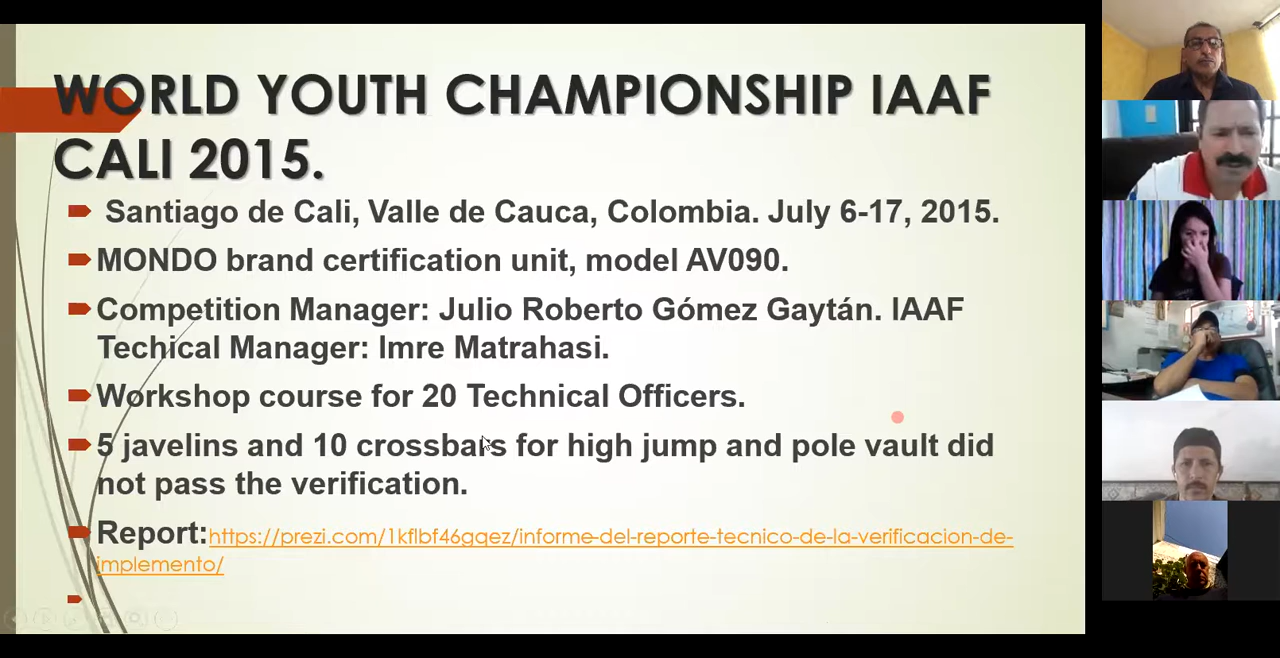 WORLD YOUTH CHAMPIONSHIP IAAF
CALI 2015.
Santiago de Cali, Valle de Cauca, Colombia. July 6-17, 2015.
MONDO brand certification unit, model AV090.
Competition Manager: Julio Roberto Gómez Gaytán. IAAF
Techical Manager: Imre Matrahasi.
Workshop course for 20 Technical Officers.
5 javelins and 10 crossbars for high jump and pole vault did
not pass the verification.
Report:https://prezi.com/1kflbf46gqez/informe-del-reporte-tecnico-de-la-verificacion-de-
implemento/